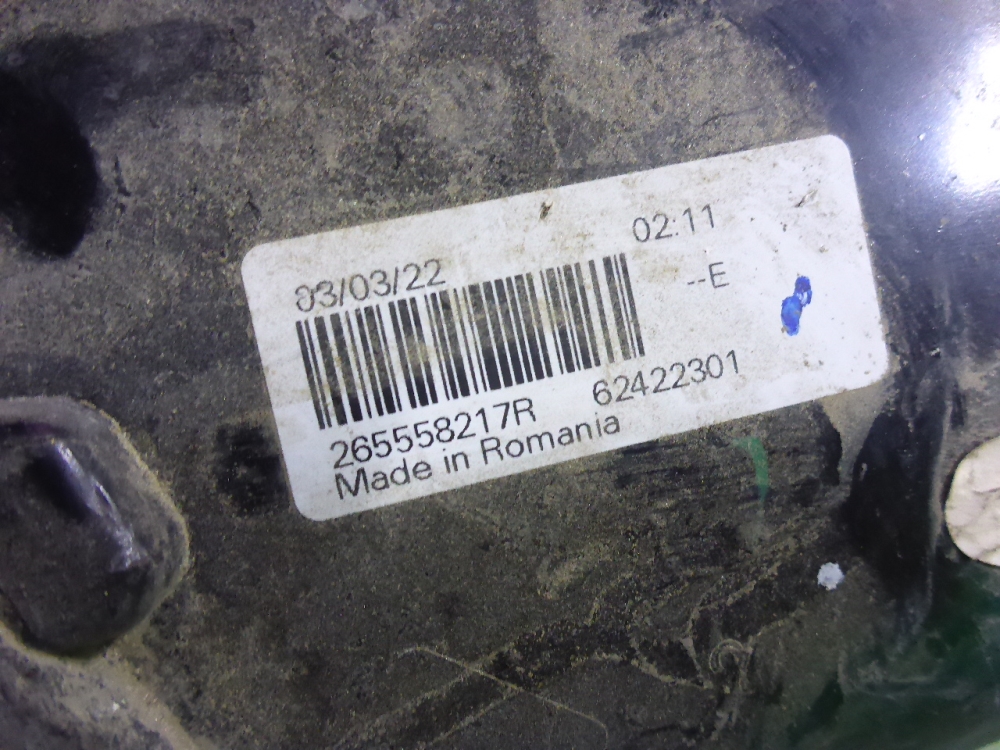 03/03/22 02:11
--E
265558217R 62422301
Made in Romania